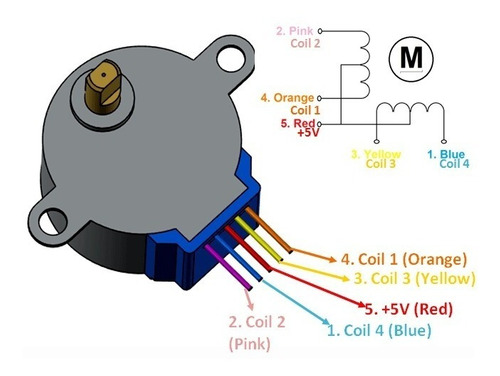 2. Pink
Coil 2
M
4. Orange
Coil 1
5. Red
+5V
3. Yellow
Coil 3
1. Blue
Coil 4
4. Coil 1 (Orange)
3. Coil 3 (Yellow)
5. +5V (Red)
2. Coil 2
(Pink)
1. Coil 4 (Blue)